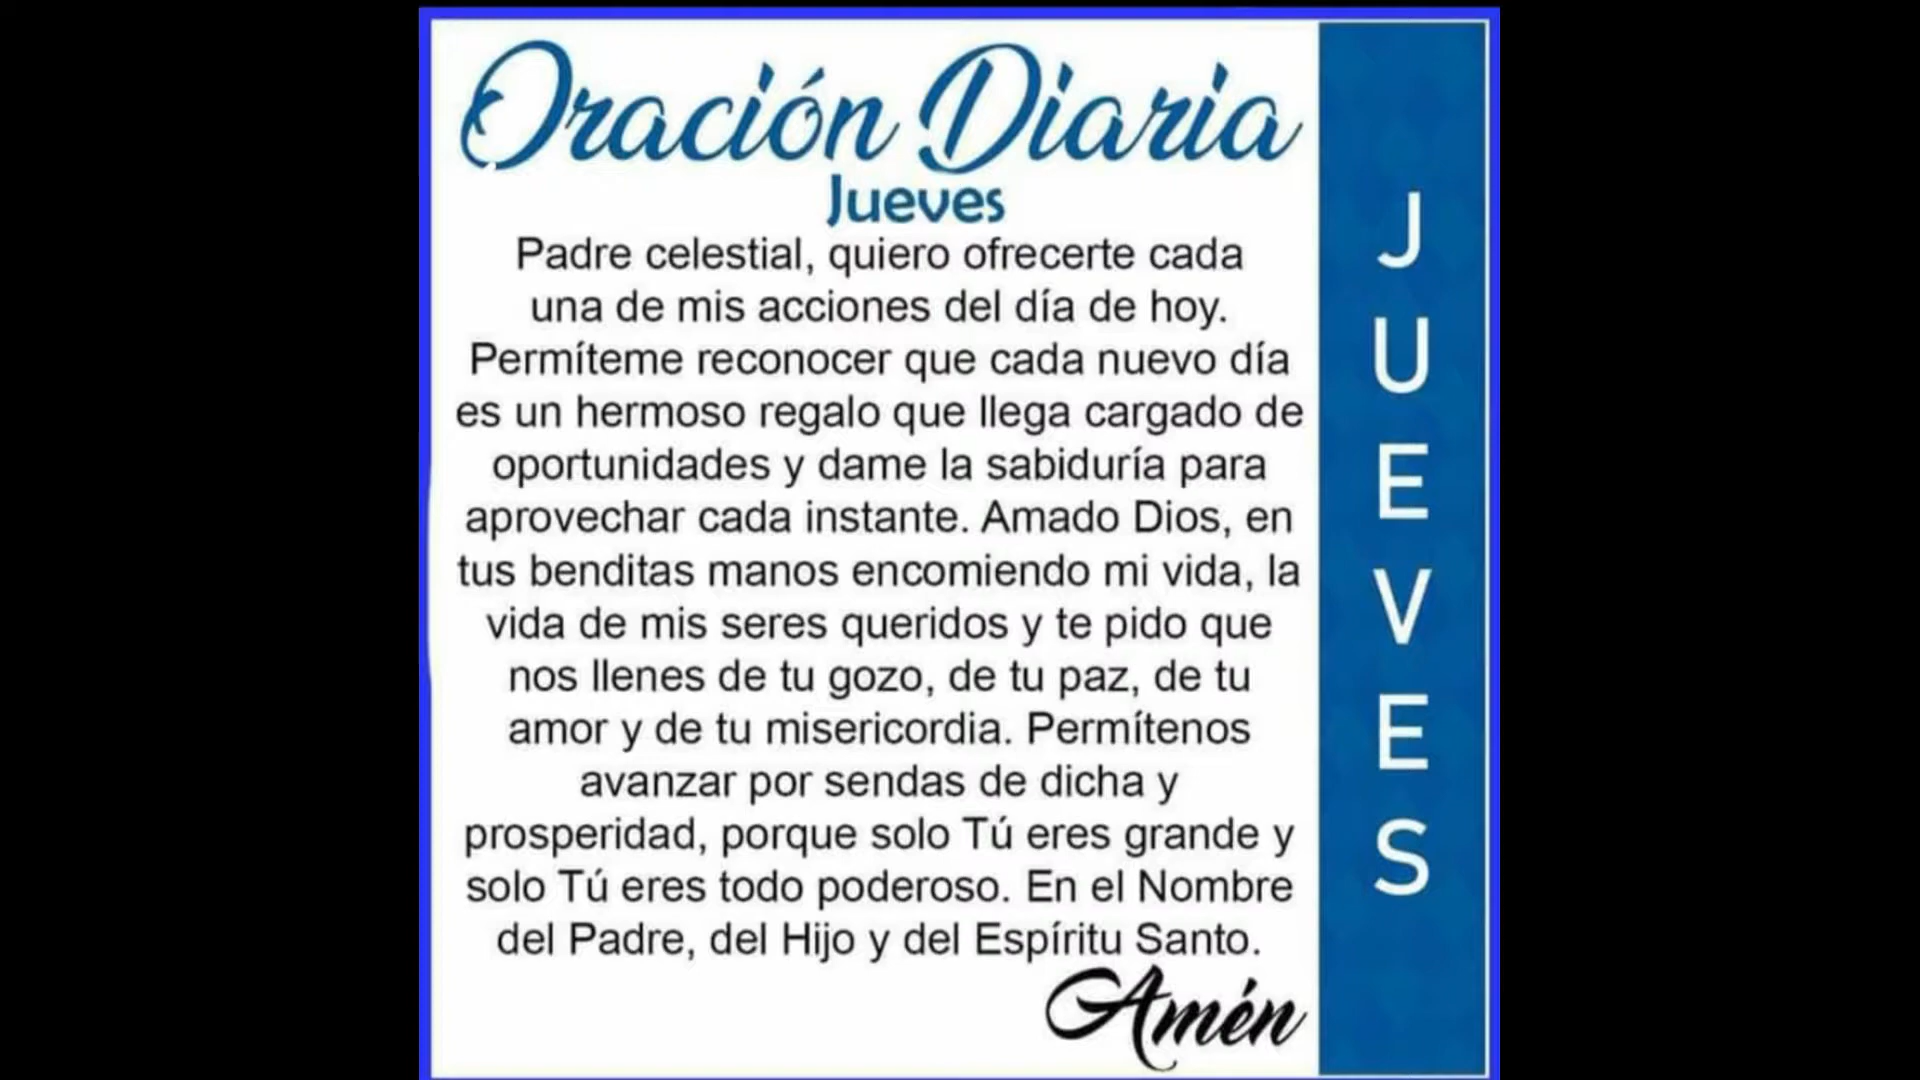 Oración Diaria
Jueves
Padre celestial, quiero ofrecerte cada
una de mis acciones del día de hoy.
Permíteme reconocer que cada nuevo día
es un hermoso regalo que llega cargado de
oportunidades y dame la sabiduría para
aprovechar cada instante. Amado Dios, en
tus benditas manos encomiendo mi vida, la
vida de mis seres queridos y te pido que
nos llenes de tu gozo, de tu paz, de tu
amor y de tu misericordia. Permítenos
avanzar por sendas de dicha y
prosperidad, porque solo Tú eres grande y
solo Tú eres todo poderoso. En el Nombre
del Padre, del Hijo y del Espíritu Santo.
Amén
JUEVES